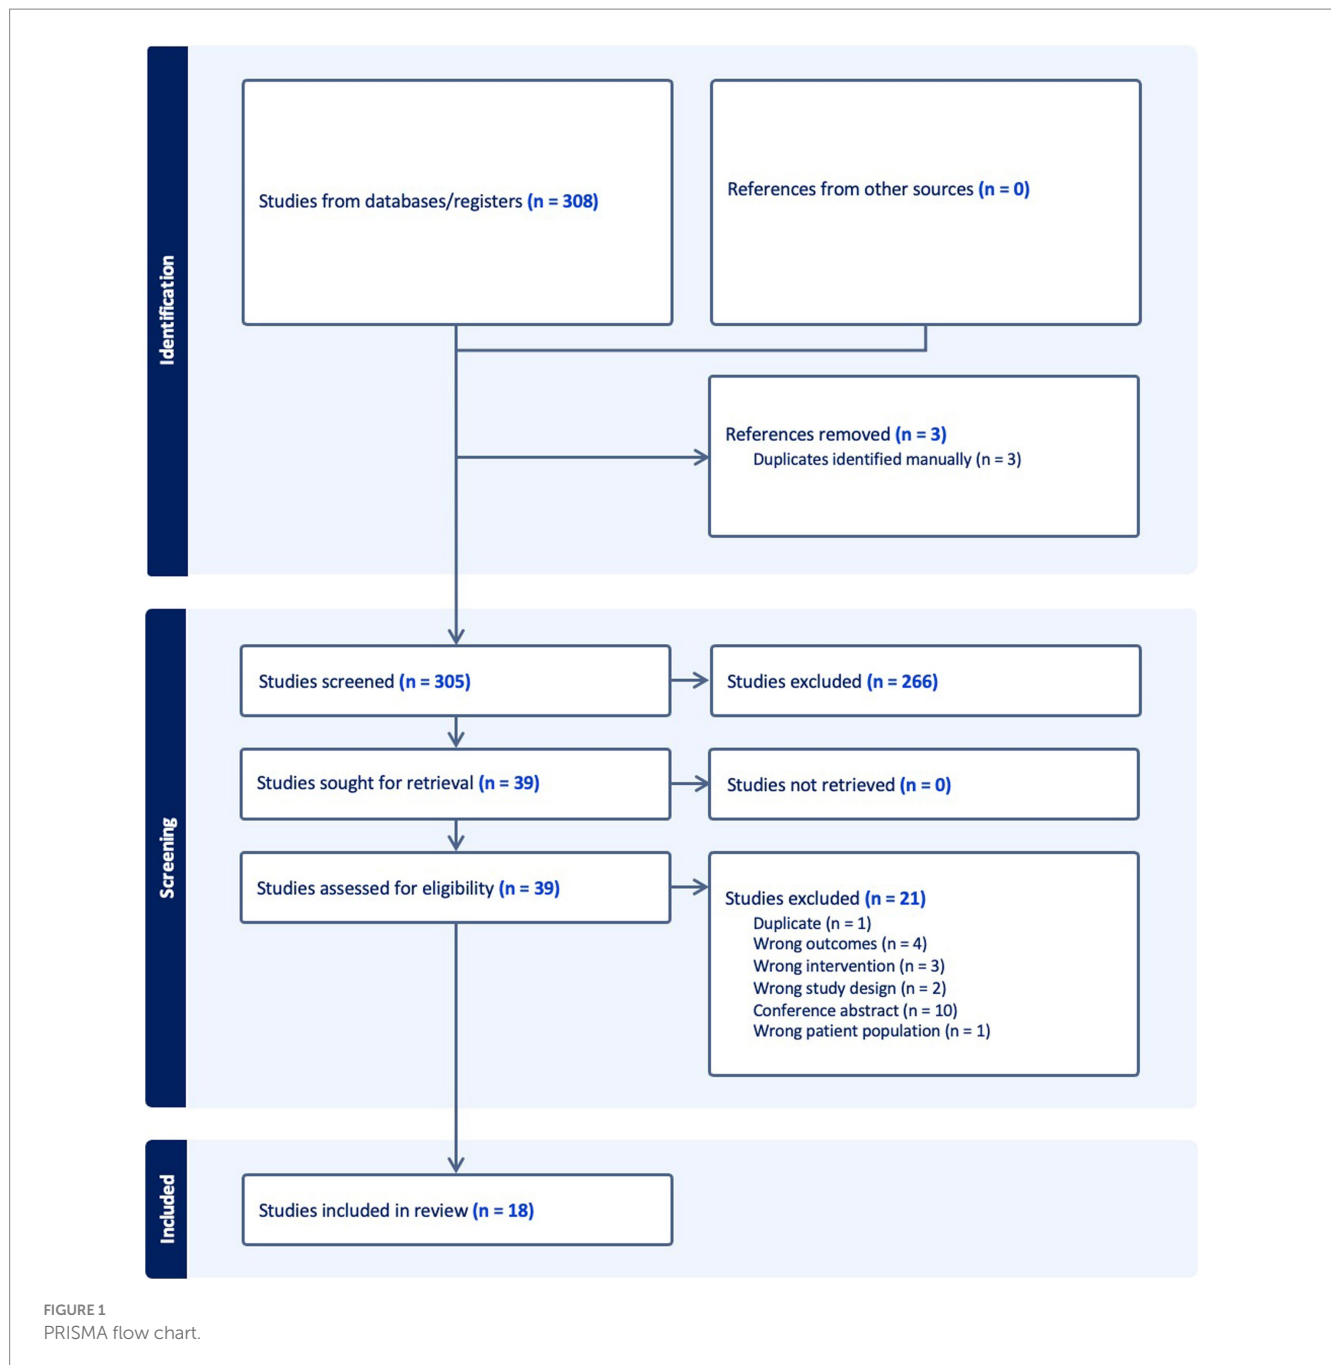 Identification
Studies from databases/registers (n = 308)
References from other sources (n = 0)
References removed (n = 3)
Duplicates identified manually (n = 3)
Screening
Studies screened (n = 305)
Studies excluded (n = 266)
Studies sought for retrieval (n = 39)
Studies not retrieved (n = 0)
Studies assessed for eligibility (n = 39)
Studies excluded (n = 21)
Duplicate (n = 1)
Wrong outcomes (n = 4)
Wrong intervention (n = 3)
Wrong study design (n = 2)
Conference abstract (n = 10)
Wrong patient population (n = 1)
Included
Studies included in review (n = 18)
FIGURE 1
PRISMA flow chart.